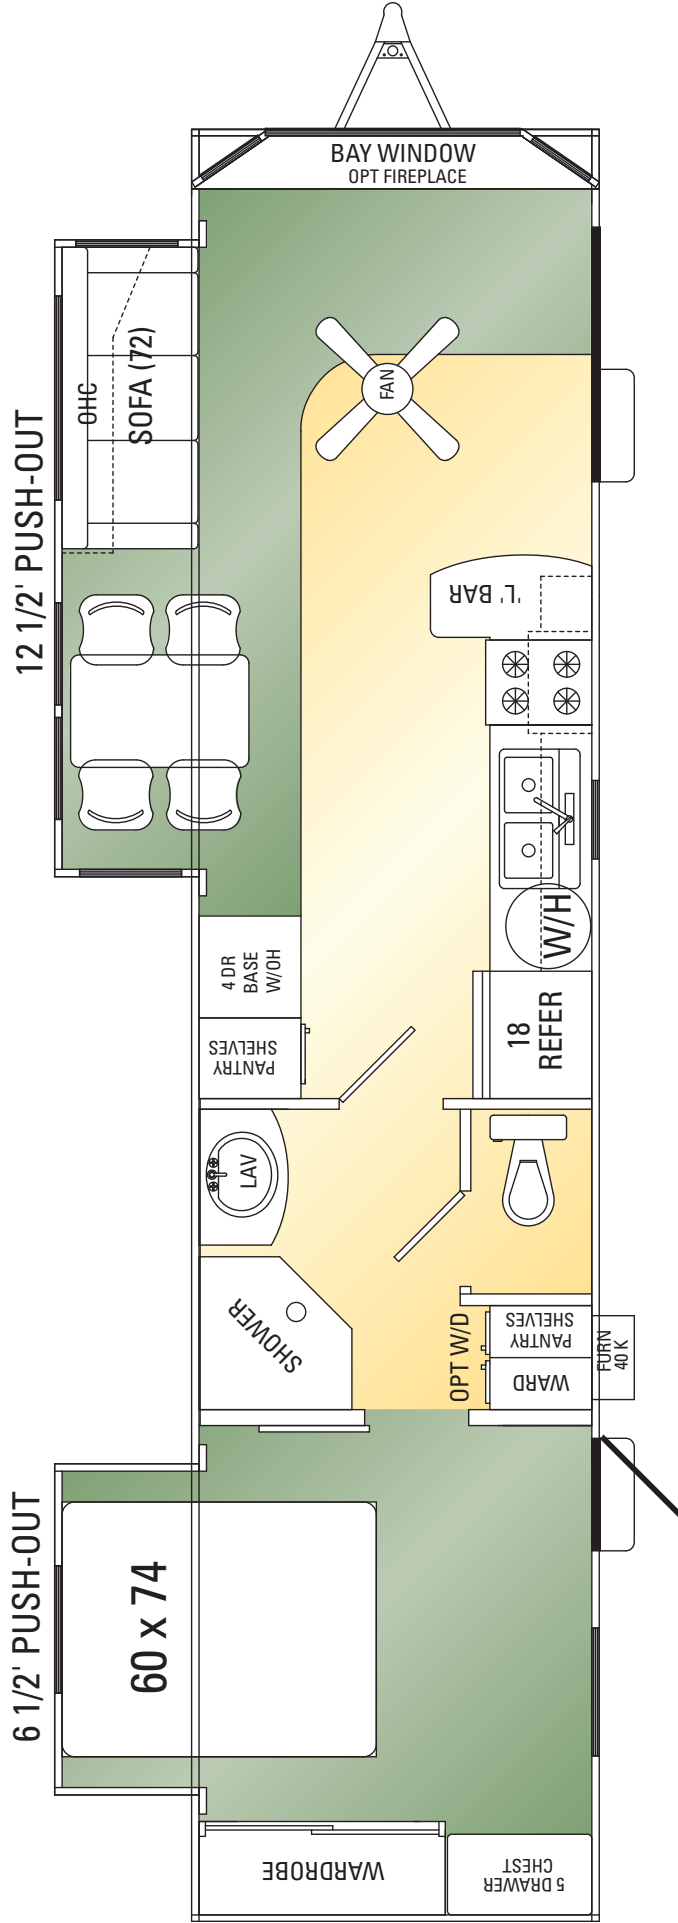 BAY WINDOW
OPT FIREPLACE
12 1/2' PUSH-OUT
OHC
SOFA (72)
FAN
'L' BAR
W/H
4 DR
BASE
W/OH
PANTRY
SHELVES
18
REFER
LAV
SHOWER
OPT W/D
PANTRY
SHELVES
WARD
FURN
40 K
6 1/2' PUSH-OUT
60 x 74
WARDROBE
5 DRAWER
CHEST